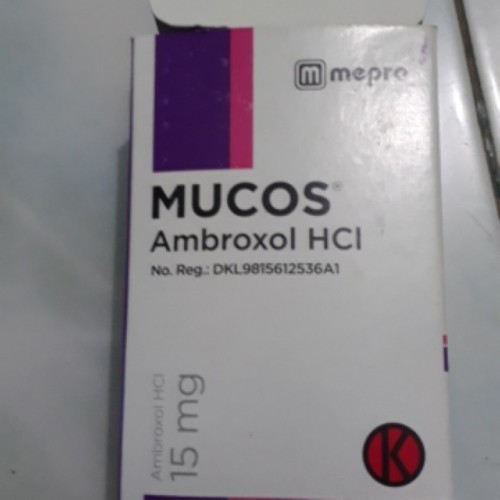 m mepro
MUCOS®
Ambroxol HCl
No. Reg.: DKL9815612536A1
Ambroxol HCl
15 mg
K